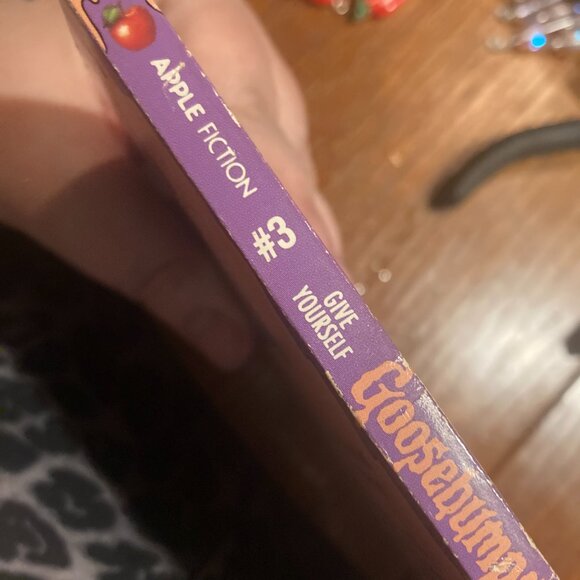 APPLE FICTION
#3
GIVE
YOURSELF
Goosebump